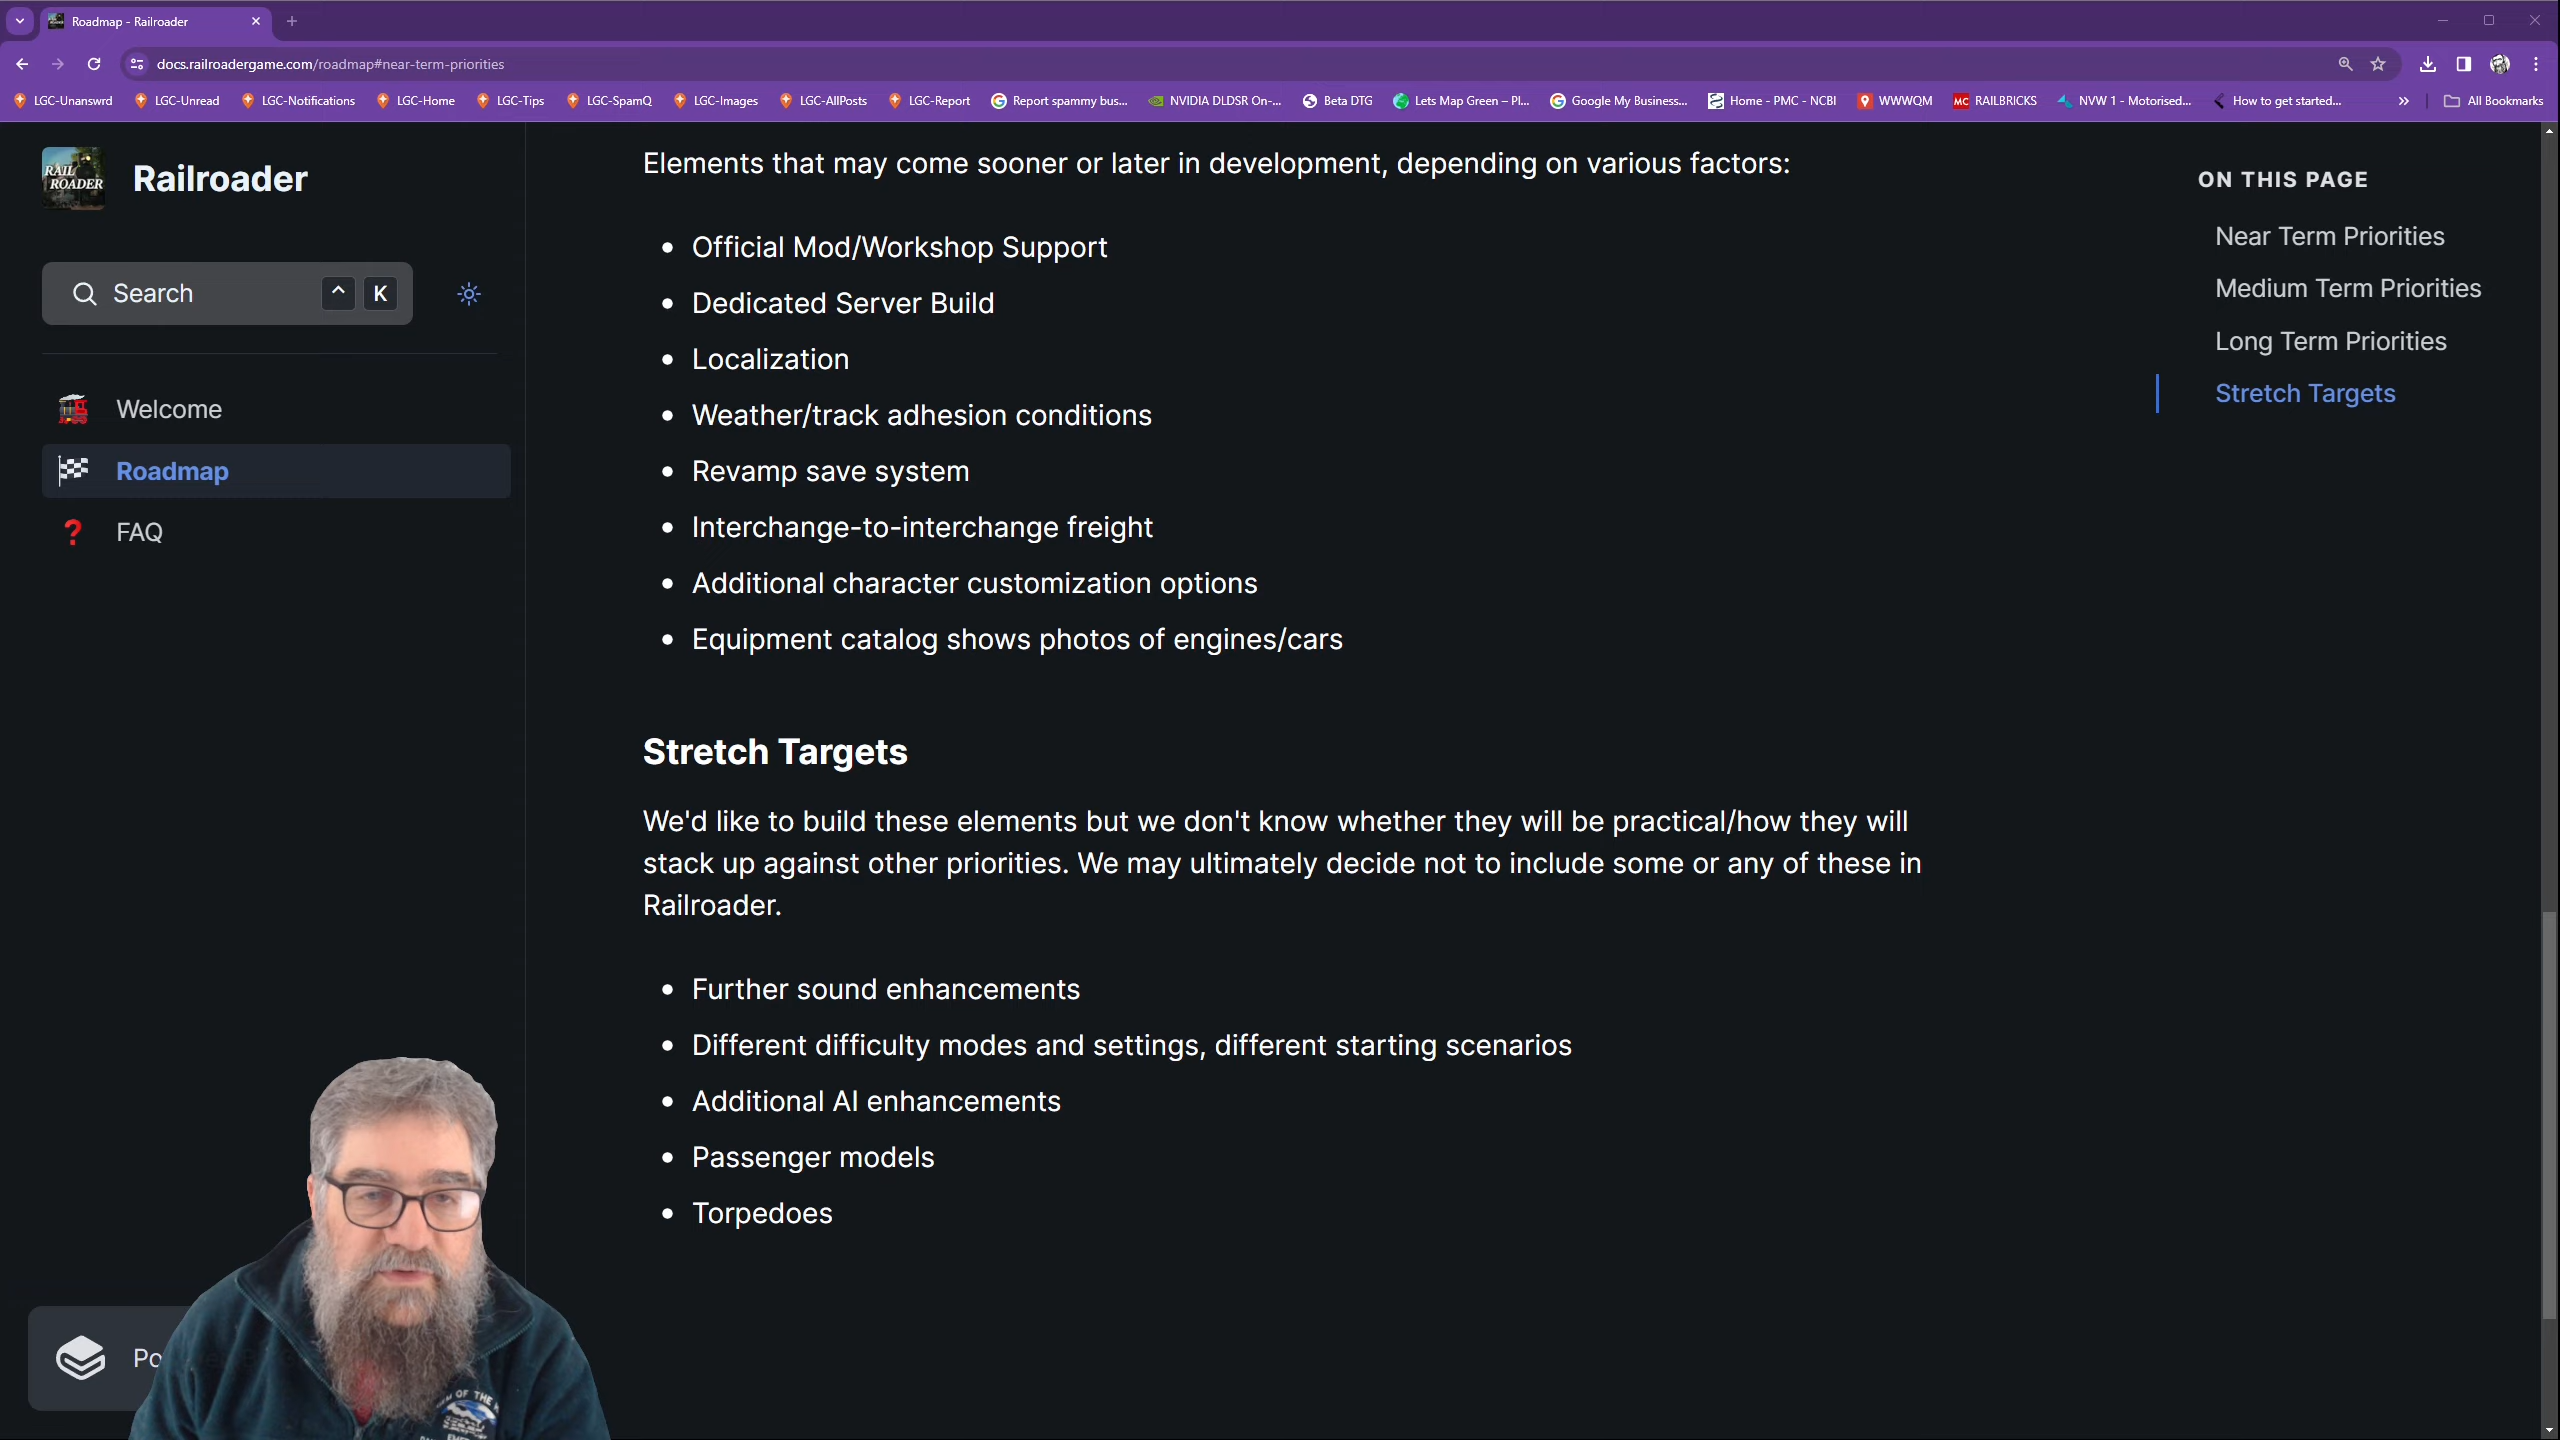 Roadmap - Railroader
docs.railroadergame.com/roadmap#near-term-priorities
LGC-Unanswrd
LGC-Unread
LGC-Notifications
LGC-Home
LGC-Tips
LGC-SpamQ
LGC-Images
LGC-AllPosts
LGC-Report
Report spammy bus...
NVIDIA DLDSR On-...
Beta DTG
Lets Map Green – Pl...
Google My Business...
Home - PMC - NCBI
WWWQM
MC RAILBRICKS
NVW 1 - Motorised...
How to get started...
»
All Bookmarks
RAIL
ROADER
Railroader
Search
^ K
Welcome
Roadmap
FAQ
Po
Elements that may come sooner or later in development, depending on various factors:
• Official Mod/Workshop Support
• Dedicated Server Build
• Localization
• Weather/track adhesion conditions
• Revamp save system
• Interchange-to-interchange freight
• Additional character customization options
• Equipment catalog shows photos of engines/cars
Stretch Targets
We'd like to build these elements but we don't know whether they will be practical/how they will
stack up against other priorities. We may ultimately decide not to include some or any of these in
Railroader.
• Further sound enhancements
• Different difficulty modes and settings, different starting scenarios
• Additional AI enhancements
• Passenger models
• Torpedoes
ON THIS PAGE
Near Term Priorities
Medium Term Priorities
Long Term Priorities
Stretch Targets
OF THE